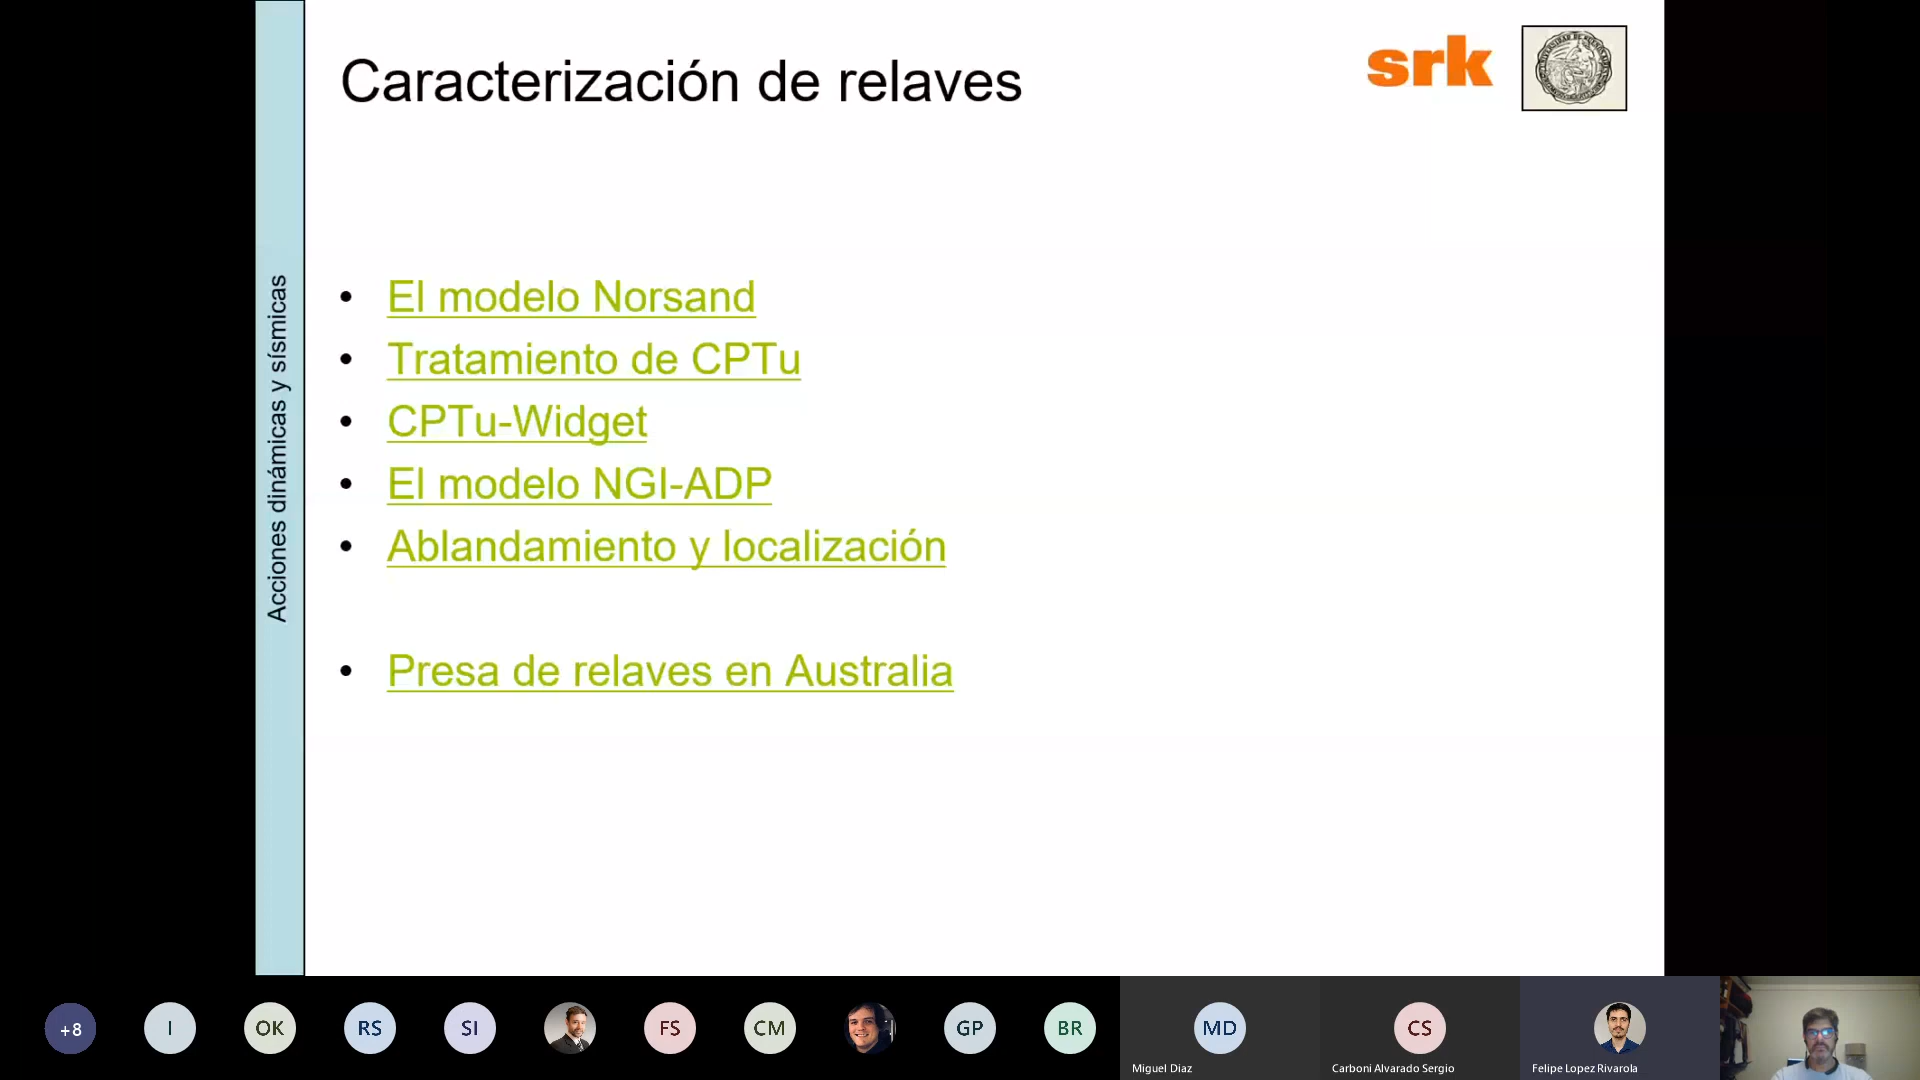 Caracterización de relaves
srk
Acciones dinámicas y sísmicas
• El modelo Norsand
• Tratamiento de CPTu
• CPTu-Widget
• El modelo NGI-ADP
• Ablandamiento y localización
• Presa de relaves en Australia
+8
I
OK
RS
SI
FS
CM
GP
BR
MD
Miguel Diaz
CS
Carboni Alvarado Sergio
Felipe Lopez Rivarola